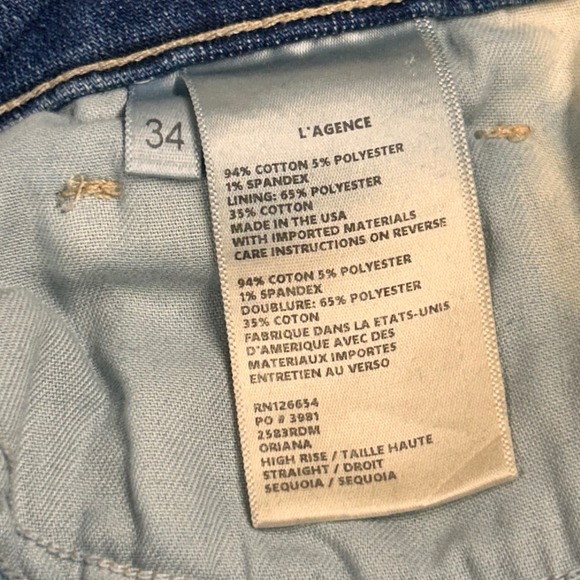 34
L'AGENCE
94% COTTON 5% POLYESTER
1% SPANDEX
LINING: 65% POLYESTER
35% COTTON
MADE IN THE USA
WITH IMPORTED MATERIALS
CARE INSTRUCTIONS ON REVERSE
94% COTON 5% POLYESTER
1% SPANDEX
DOUBLURE: 65% POLYESTER
35% COTON
FABRIQUE DANS LA ETATS-UNIS
D'AMERIQUE AVEC DES
MATERIAUX IMPORTES
ENTRETIEN AU VERSO
RN126654
PO # 3981
2583RDM
ORIANA
HIGH RISE / TAILLE HAUTE
STRAIGHT / DROIT
SEQUOIA / SEQUOIA